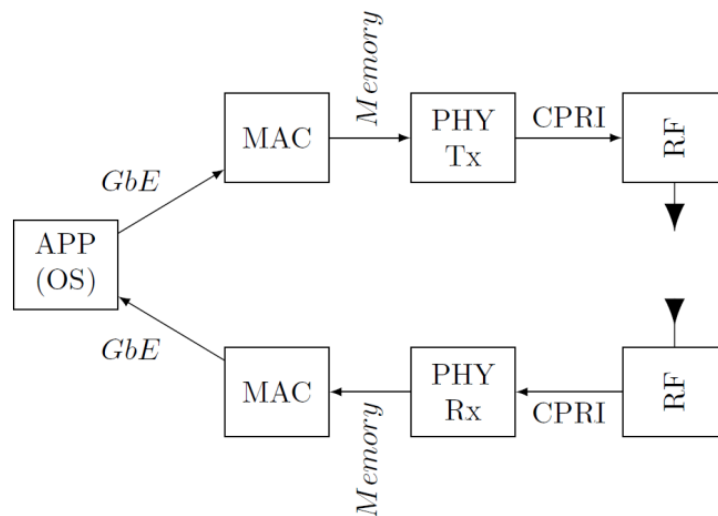 Memory
MAC
PHY
Tx
CPRI
RF
GbE
APP
(OS)
GbE
MAC
PHY
Rx
CPRI
RF
Memory